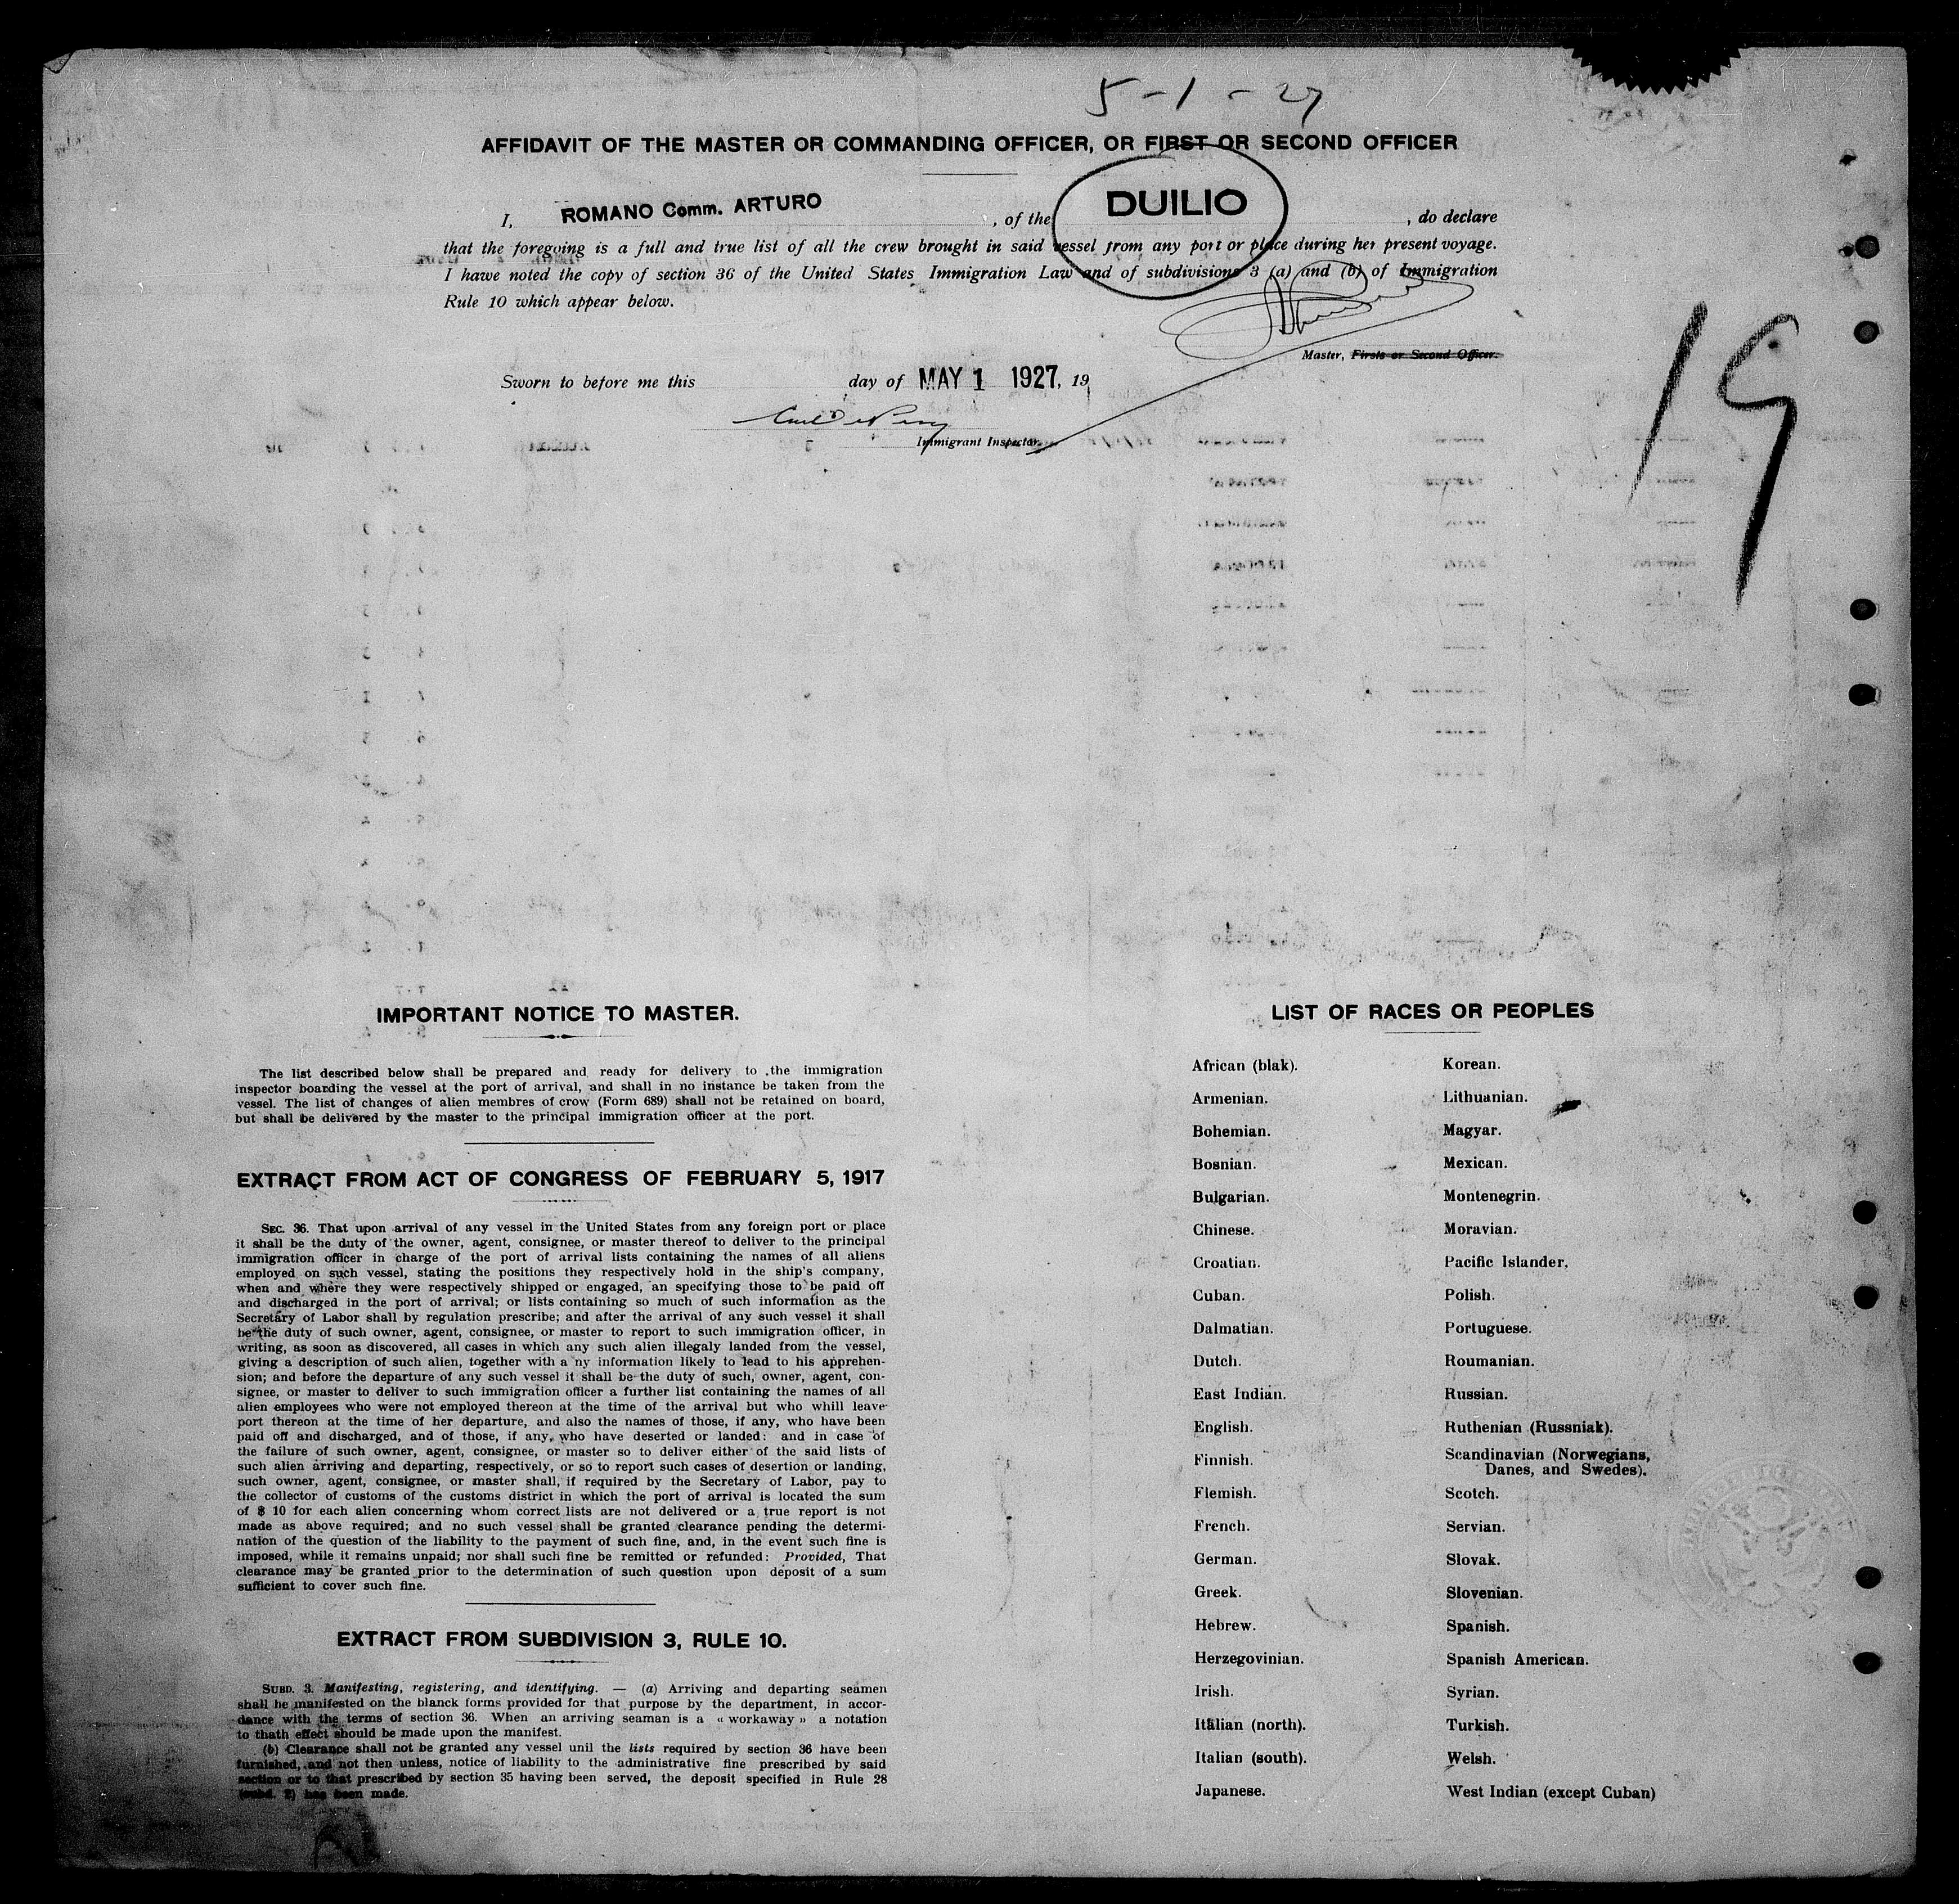 5-1-27
AFFIDAVIT OF THE MASTER OR COMMANDING OFFICER, OR FIRST OR SECOND OFFICER
I, ROMANO Comm. ARTURO, of the DUILIO, do declare
that the foregoing is a full and true list of all the crew brought in said vessel from any port or place during her present voyage.
I hawe noted the copy of section 36 of the United States Immigration Law and of subdivisions 3 (a) and (b) of Immigration
Rule 10 which appear below.
Master, Firsts or Second Officer.
Sworn to before me this day of MAY 1 1927, 19
Immigrant Inspector.
19
IMPORTANT NOTICE TO MASTER.
The list described below shall be prepared and ready for delivery to the immigration
inspector boarding the vessel at the port of arrival, and shall in no instance be taken from the
vessel. The list of changes of alien membres of crow (Form 689) shall not be retained on board,
but shall be delivered by the master to the principal immigration officer at the port.
EXTRACT FROM ACT OF CONGRESS OF FEBRUARY 5, 1917
SEC. 36. That upon arrival of any vessel in the United States from any foreign port or place
it shall be the duty of the owner, agent, consignee, or master thereof to deliver to the principal
immigration officer in charge of the port of arrival lists containing the names of all aliens
employed on such vessel, stating the positions they respectively hold in the ship's company,
when and where they were respectively shipped or engaged, an specifying those to be paid off
and discharged in the port of arrival; or lists containing so much of such information as the
Secretary of Labor shall by regulation prescribe; and after the arrival of any such vessel it shall
be the duty of such owner, agent, consignee, or master to report to such immigration officer, in
writing, as soon as discovered, all cases in which any such alien illegaly landed from the vessel,
giving a description of such alien, together with a ny information likely to lead to his apprehen-
sion; and before the departure of any such vessel it shall be the duty of such, owner, agent, con-
signee, or master to deliver to such immigration officer a further list containing the names of all
alien employees who were not employed thereon at the time of the arrival but who whill leave
port thereon at the time of her departure, and also the names of those, if any, who have been
paid off and discharged, and of those, if any, who have deserted or landed: and in case of
the failure of such owner, agent, consignee, or master so to deliver either of the said lists of
such alien arriving and departing, respectively, or so to report such cases of desertion or landing,
such owner, agent, consignee, or master shall, if required by the Secretary of Labor, pay to
the collector of customs of the customs district in which the port of arrival is located the sum
of $ 10 for each alien concerning whom correct lists are not delivered or a true report is not
made as above required; and no such vessel shall be granted clearance pending the determi-
nation of the question of the liability to the payment of such fine, and, in the event such fine is
imposed, while it remains unpaid; nor shall such fine be remitted or refunded: Provided, That
clearance may be granted prior to the determination of such question upon deposit of a sum
sufficient to cover such fine.
EXTRACT FROM SUBDIVISION 3, RULE 10.
SUBD. 3. Manifesting, registering, and identifying. — (a) Arriving and departing seamen
shall be manifested on the blanck forms provided for that purpose by the department, in accor-
dance with the terms of section 36. When an arriving seaman is a « workaway » a notation
to thath effect should be made upon the manifest.
(b) Clearance shall not be granted any vessel unil the lists required by section 36 have been
furnished, and not then unless, notice of liability to the administrative fine prescribed by said
section or to that prescribed by section 35 having been served, the deposit specified in Rule 28
(subd. 2) has been made.
LIST OF RACES OR PEOPLES
African (blak).
Armenian.
Bohemian.
Bosnian.
Bulgarian.
Chinese.
Croatian.
Cuban.
Dalmatian.
Dutch.
East Indian.
English.
Finnish.
Flemish.
French.
German.
Greek.
Hebrew.
Herzegovinian.
Irish.
Italian (north).
Italian (south).
Japanese.
Korean.
Lithuanian.
Magyar.
Mexican.
Montenegrin.
Moravian.
Pacific Islander,
Polish.
Portuguese.
Roumanian.
Russian.
Ruthenian (Russniak).
Scandinavian (Norwegians,
Danes, and Swedes).
Scotch.
Servian.
Slovak.
Slovenian.
Spanish.
Spanish American.
Syrian.
Turkish.
Welsh.
West Indian (except Cuban)